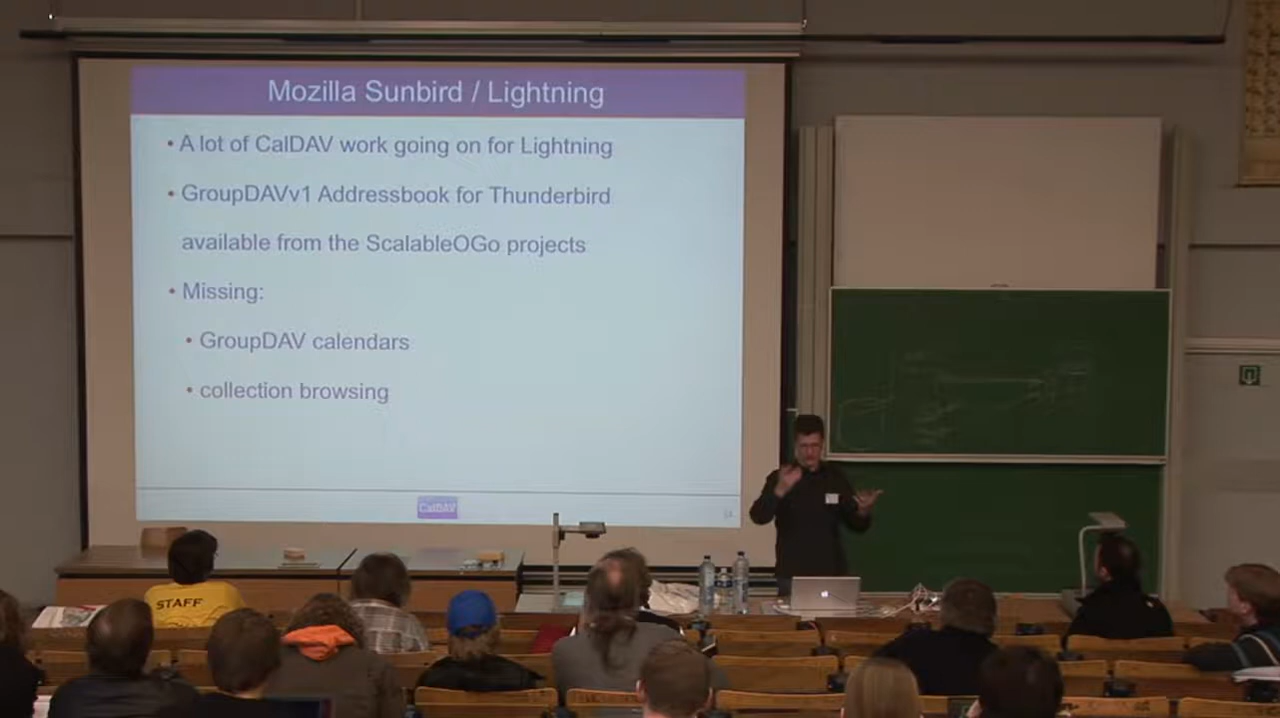 Mozilla Sunbird / Lightning
• A lot of CalDAV work going on for Lightning
• GroupDAVv1 Addressbook for Thunderbird
available from the ScalableOGo projects
• Missing:
• GroupDAV calendars
• collection browsing
CalDAV
STAFF